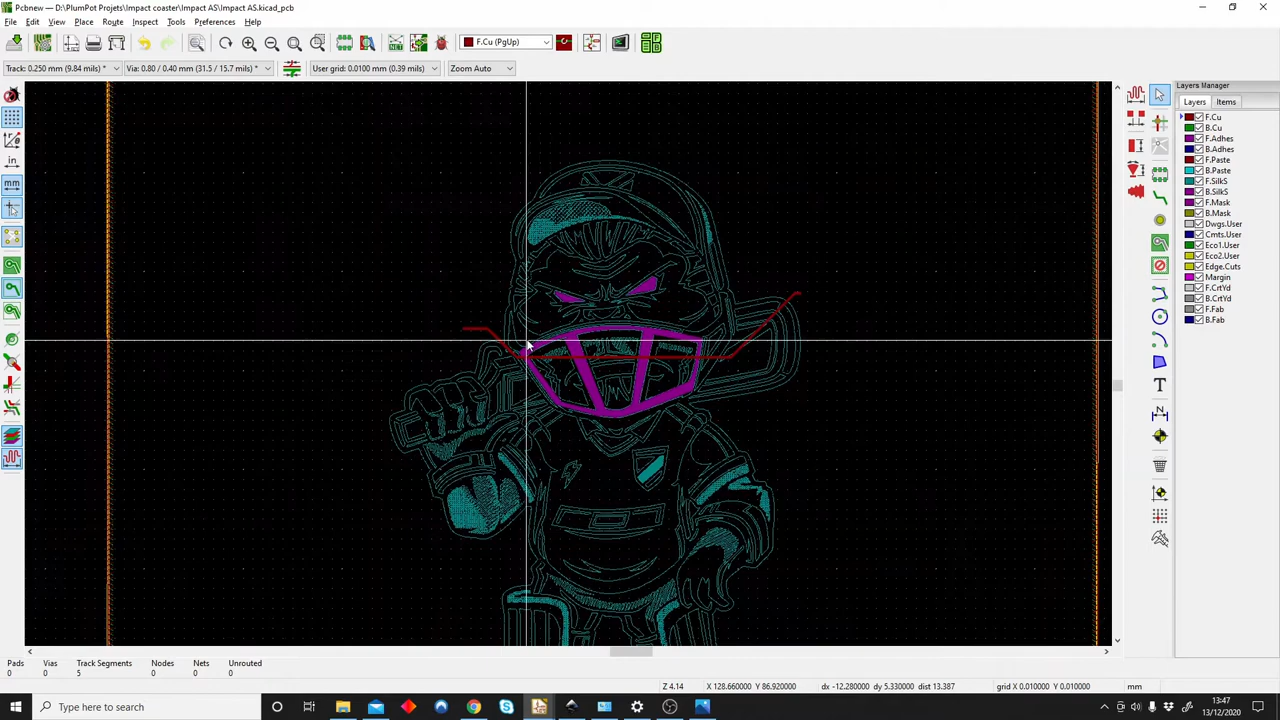 Pcbnew — D:\PlumPot Projets\Impact coaster\Impact AS\Impact AS.kicad_pcb
File Edit View Place Route Inspect Tools Preferences Help
F.Cu (PgUp)
Track: 0.250 mm (9.84 mils) * Via: 0.80 / 0.40 mm (31.5 / 15.7 mils) * User grid: 0.0100 mm (0.39 mils) Zoom Auto
Layers Manager
Layers Items
F.Cu
B.Cu
F.Adhes
B.Adhes
F.Paste
B.Paste
F.SilkS
B.SilkS
F.Mask
B.Mask
Dwgs.User
Cmts.User
Eco1.User
Eco2.User
Edge.Cuts
Margin
F.CrtYd
B.CrtYd
F.Fab
B.Fab
in
mm
T
N
NET
Pads Vias Track Segments Nodes Nets Unrouted
0 0 5 0 0 0
Z 4.14 X 128.660000 Y 86.920000 dx -12.280000 dy 5.330000 dist 13.387 grid X 0.010000 Y 0.010000 mm
Type here to search
13:47
13/12/2020